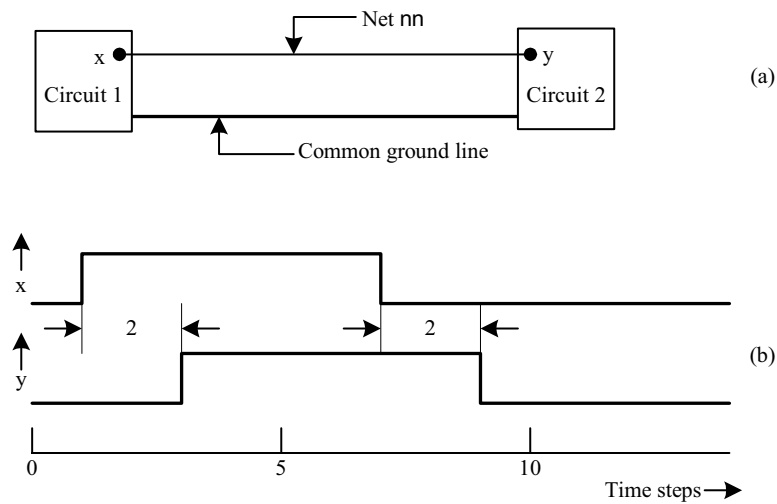 Net nn
x
y
Circuit 1
Circuit 2
(a)
Common ground line
x
2
2
y
(b)
0
5
10
Time steps